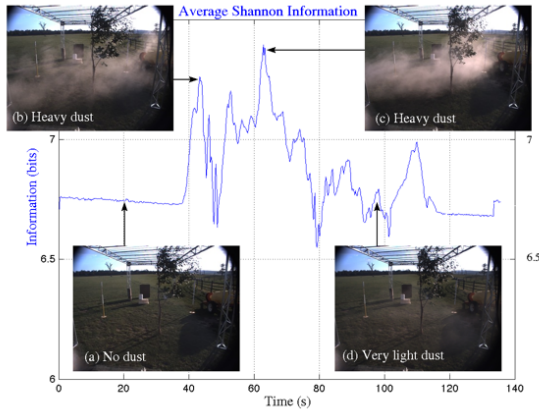 Average Shannon Information
(b) Heavy dust
(c) Heavy dust
7
7
Information (bits)
6.5
6.5
(a) No dust
(d) Very light dust
6
0
20
40
60
80
100
120
140
Time (s)